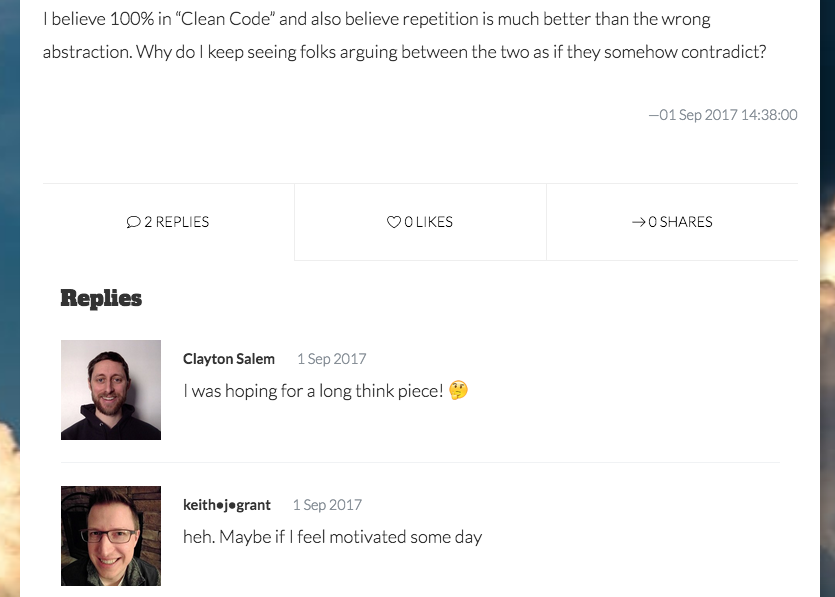 I believe 100% in “Clean Code” and also believe repetition is much better than the wrong
abstraction. Why do I keep seeing folks arguing between the two as if they somehow contradict?
—01 Sep 2017 14:38:00
2 REPLIES
0 LIKES
0 SHARES
Replies
Clayton Salem 1 Sep 2017
I was hoping for a long think piece! 🤔
keith•j•grant 1 Sep 2017
heh. Maybe if I feel motivated some day